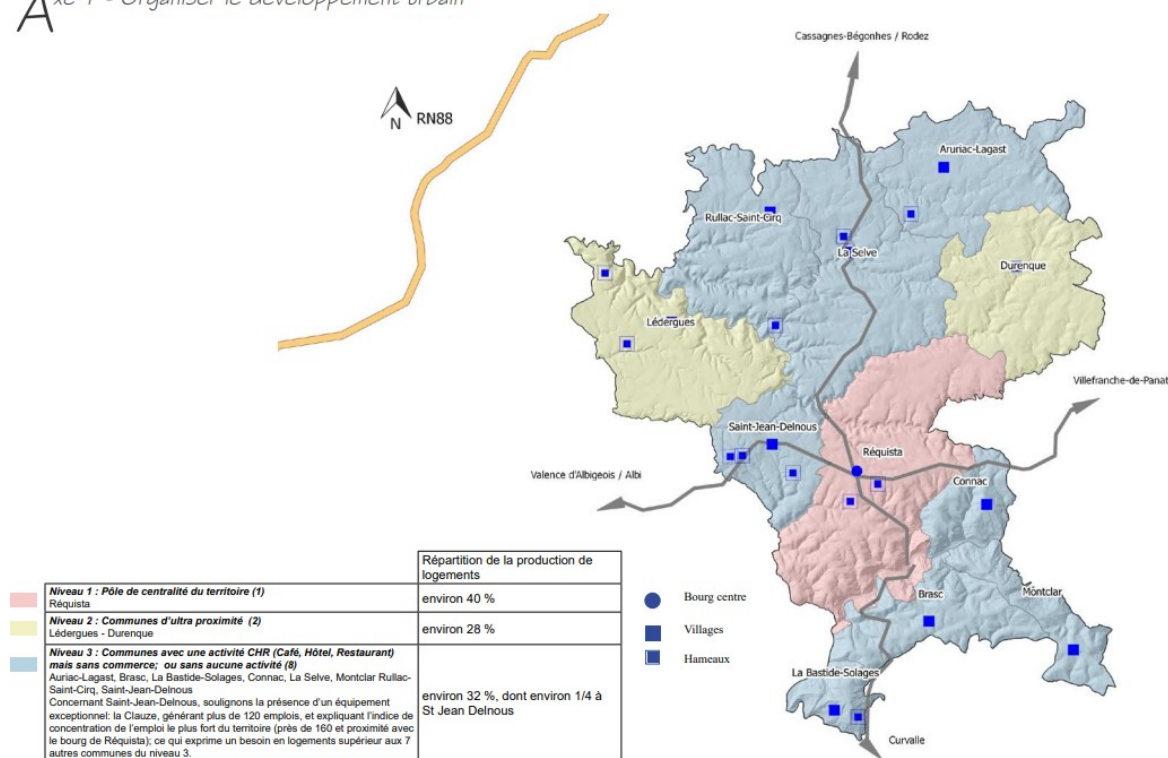 Axe 1 - Organiser le développement urbain
Cassagnes-Bégonhes / Rodez
N RN88
Aruriac-Lagast
Rullac-Saint-Cirq
La Selve
Durenque
Lédergues
Villefranche-de-Panat
Saint-Jean-Delnous
Réquista
Valence d'Albigeois / Albi
Connac
Brasc
Montclar
La Bastide-Solages
Curvalle
Répartition de la production de
logements
Niveau 1 : Pôle de centralité du territoire (1)
Réquista
environ 40 %
Niveau 2 : Communes d'ultra proximité (2)
Lédergues - Durenque
environ 28 %
Niveau 3 : Communes avec une activité CHR (Café, Hôtel, Restaurant)
mais sans commerce; ou sans aucune activité (8)
Auriac-Lagast, Brasc, La Bastide-Solages, Connac, La Selve, Montclar Rullac-
Saint-Cirq, Saint-Jean-Delnous
Concernant Saint-Jean-Delnous, soulignons la présence d'un équipement
exceptionnel: la Clauze, générant plus de 120 emplois, et expliquant l'indice de
concentration de l'emploi le plus fort du territoire (près de 160 et proximité avec
le bourg de Réquista); ce qui exprime un besoin en logements supérieur aux 7
autres communes du niveau 3.
environ 32 %, dont environ 1/4 à
St Jean Delnous
Bourg centre
Villages
Hameaux